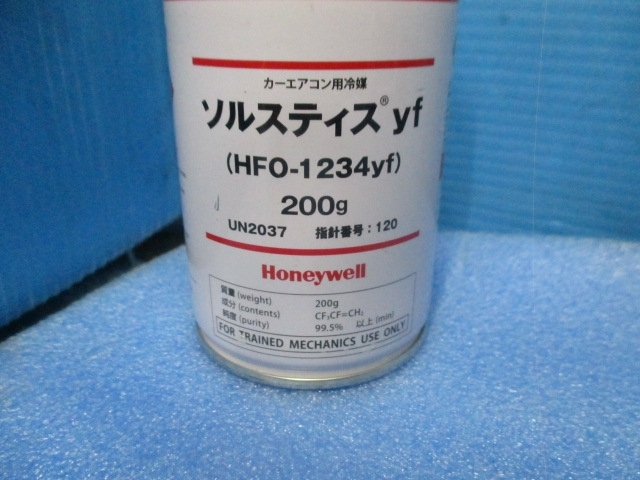 カーエアコン用冷媒
ソルスティス® yf
(HFO-1234yf)
200g
UN2037 指針番号：120
Honeywell
質量 (weight) 200g
成分 (contents) CF₃CF=CH₂
純度 (purity) 99.5% 以上 (min)
FOR TRAINED MECHANICS USE ONLY